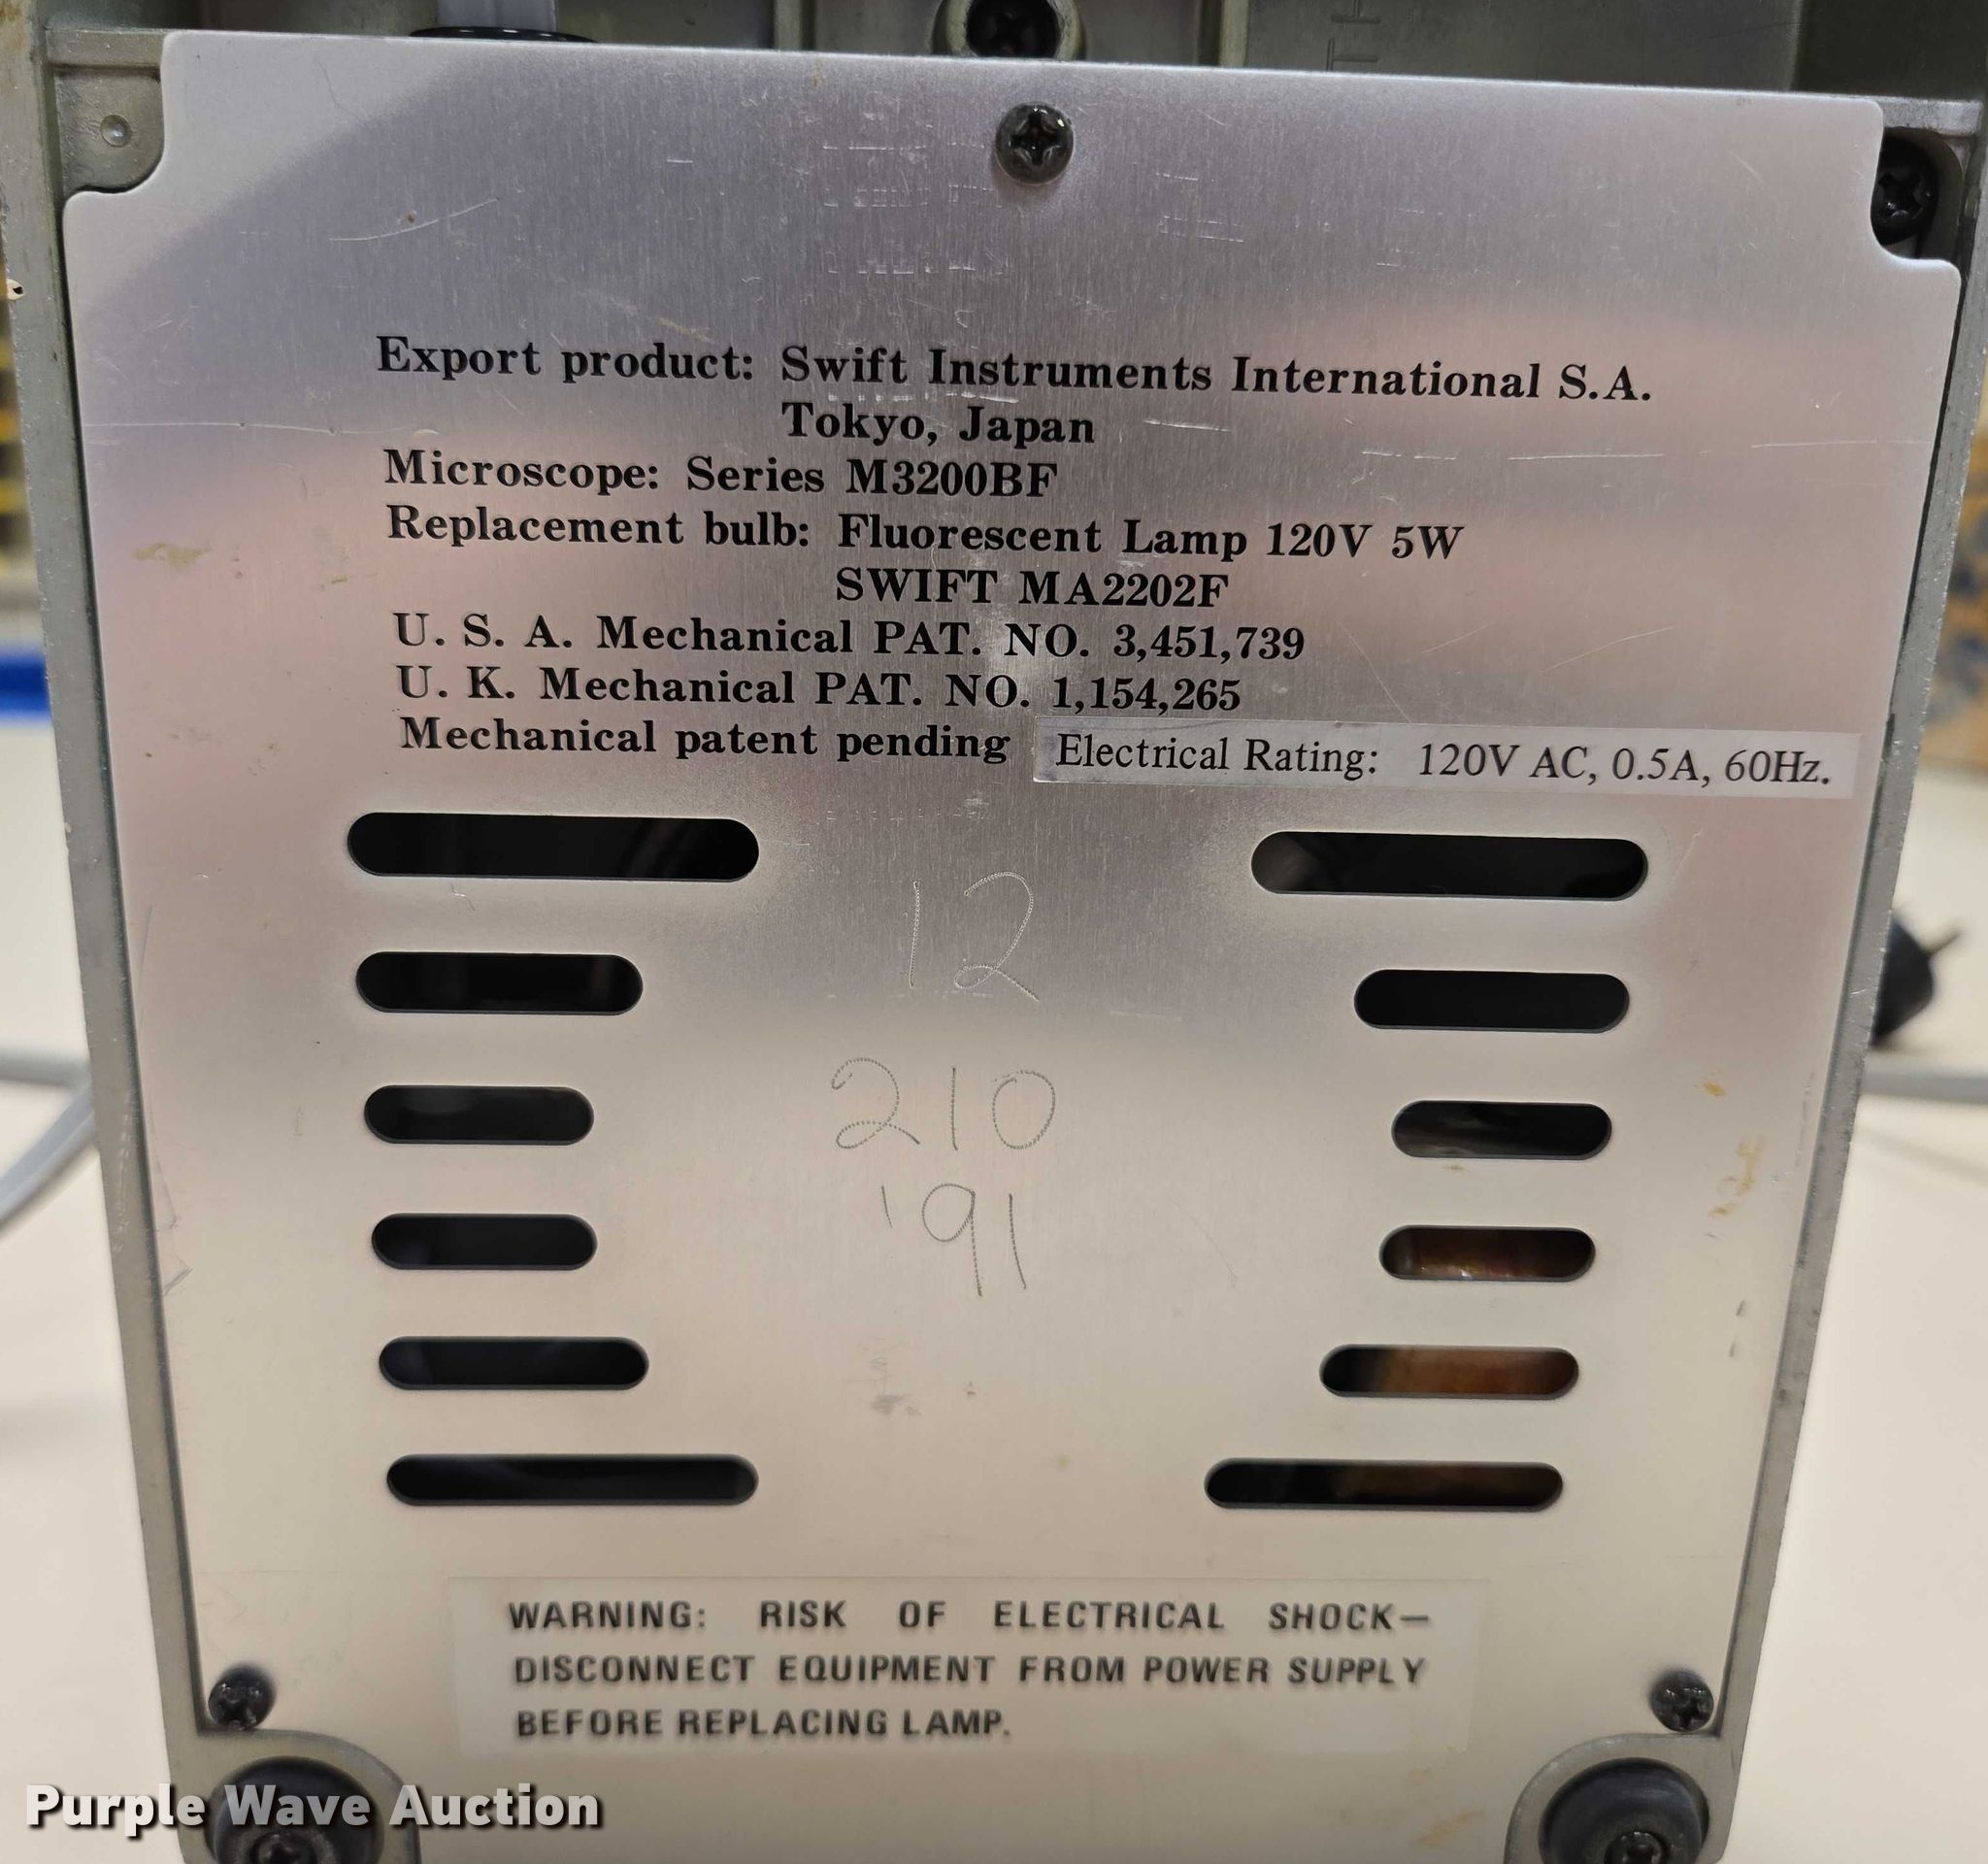 Export product: Swift Instruments International S.A.
Tokyo, Japan
Microscope: Series M3200BF
Replacement bulb: Fluorescent Lamp 120V 5W
SWIFT MA2202F
U. S. A. Mechanical PAT. NO. 3,451,739
U. K. Mechanical PAT. NO. 1,154,265
Mechanical patent pending
Electrical Rating: 120V AC, 0.5A, 60Hz.
12
210
'91
WARNING: RISK OF ELECTRICAL SHOCK—
DISCONNECT EQUIPMENT FROM POWER SUPPLY
BEFORE REPLACING LAMP.
Purple Wave Auction